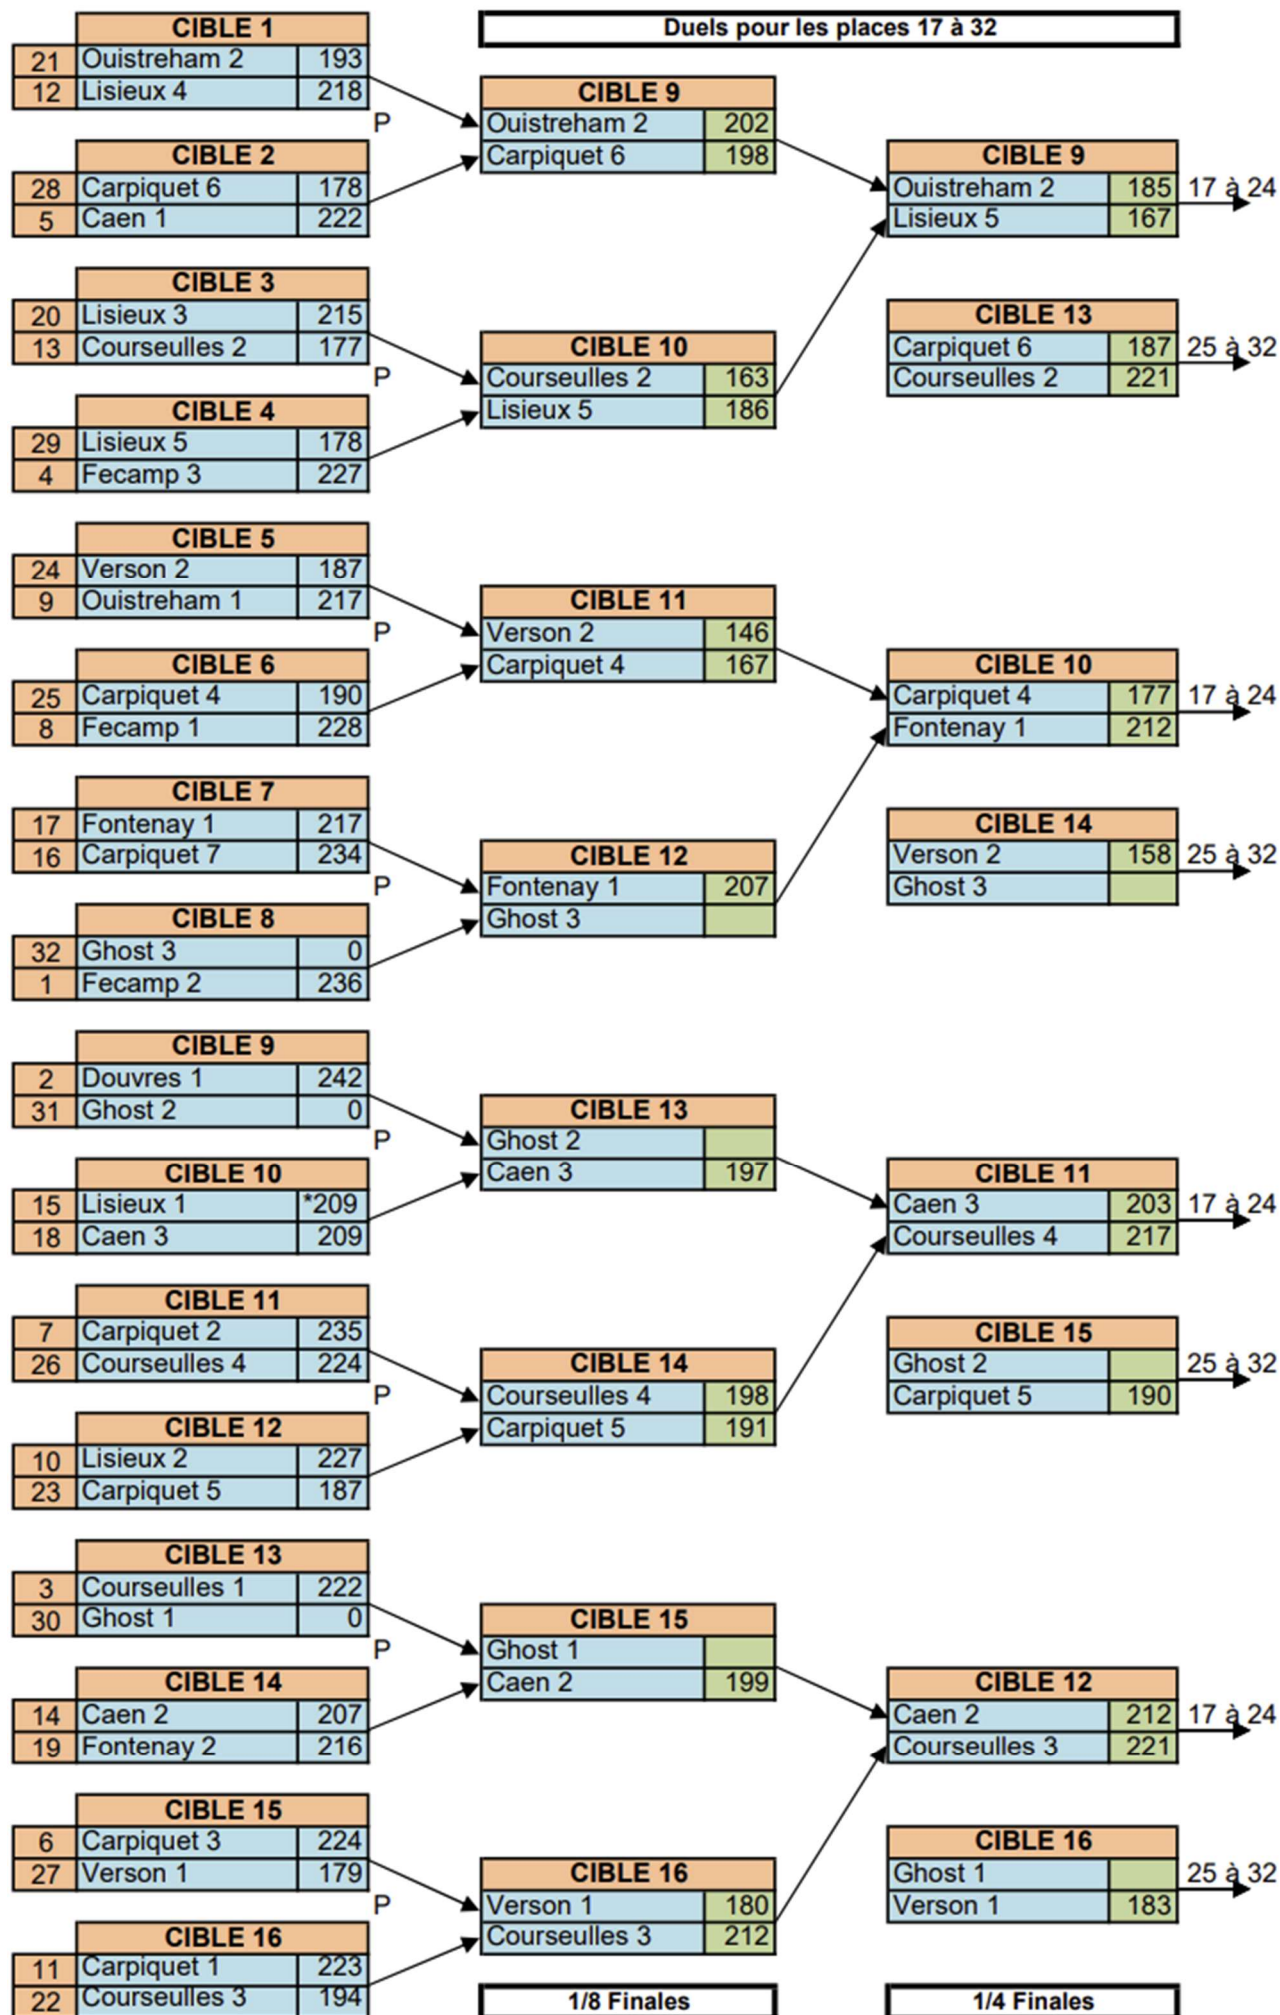 CIBLE 1
21 Ouistreham 2 193
12 Lisieux 4 218
P
CIBLE 2
28 Carpiquet 6 178
5 Caen 1 222
CIBLE 3
20 Lisieux 3 215
13 Courseulles 2 177
P
CIBLE 4
29 Lisieux 5 178
4 Fecamp 3 227
CIBLE 5
24 Verson 2 187
9 Ouistreham 1 217
P
CIBLE 6
25 Carpiquet 4 190
8 Fecamp 1 228
CIBLE 7
17 Fontenay 1 217
16 Carpiquet 7 234
P
CIBLE 8
32 Ghost 3 0
1 Fecamp 2 236
CIBLE 9
2 Douvres 1 242
31 Ghost 2 0
P
CIBLE 10
15 Lisieux 1 *209
18 Caen 3 209
CIBLE 11
7 Carpiquet 2 235
26 Courseulles 4 224
P
CIBLE 12
10 Lisieux 2 227
23 Carpiquet 5 187
CIBLE 13
3 Courseulles 1 222
30 Ghost 1 0
P
CIBLE 14
14 Caen 2 207
19 Fontenay 2 216
CIBLE 15
6 Carpiquet 3 224
27 Verson 1 179
P
CIBLE 16
11 Carpiquet 1 223
22 Courseulles 3 194
Duels pour les places 17 à 32
CIBLE 9
Ouistreham 2 202
Carpiquet 6 198
CIBLE 10
Courseulles 2 163
Lisieux 5 186
CIBLE 11
Verson 2 146
Carpiquet 4 167
CIBLE 12
Fontenay 1 207
Ghost 3
CIBLE 13
Ghost 2
Caen 3 197
CIBLE 14
Courseulles 4 198
Carpiquet 5 191
CIBLE 15
Ghost 1
Caen 2 199
CIBLE 16
Verson 1 180
Courseulles 3 212
1/8 Finales
CIBLE 9
Ouistreham 2 185 17 à 24
Lisieux 5 167
CIBLE 13
Carpiquet 6 187 25 à 32
Courseulles 2 221
CIBLE 10
Carpiquet 4 177 17 à 24
Fontenay 1 212
CIBLE 14
Verson 2 158 25 à 32
Ghost 3
CIBLE 11
Caen 3 203 17 à 24
Courseulles 4 217
CIBLE 15
Ghost 2 25 à 32
Carpiquet 5 190
CIBLE 12
Caen 2 212 17 à 24
Courseulles 3 221
CIBLE 16
Ghost 1 25 à 32
Verson 1 183
1/4 Finales